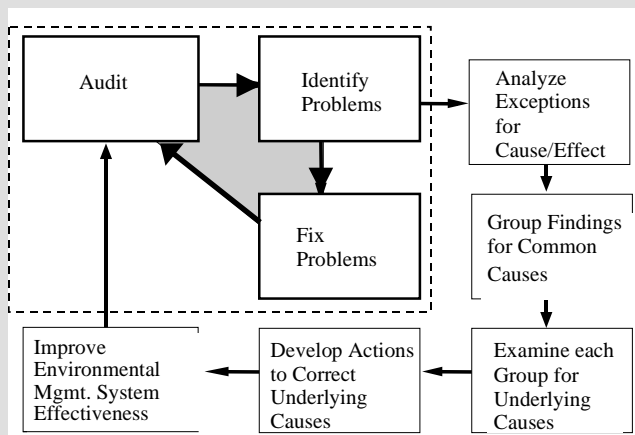 Audit
Identify
Problems
Fix
Problems
Analyze
Exceptions
for
Cause/Effect
Group Findings
for Common
Causes
Examine each
Group for
Underlying
Causes
Develop Actions
to Correct
Underlying
Causes
Improve
Environmental
Mgmt. System
Effectiveness